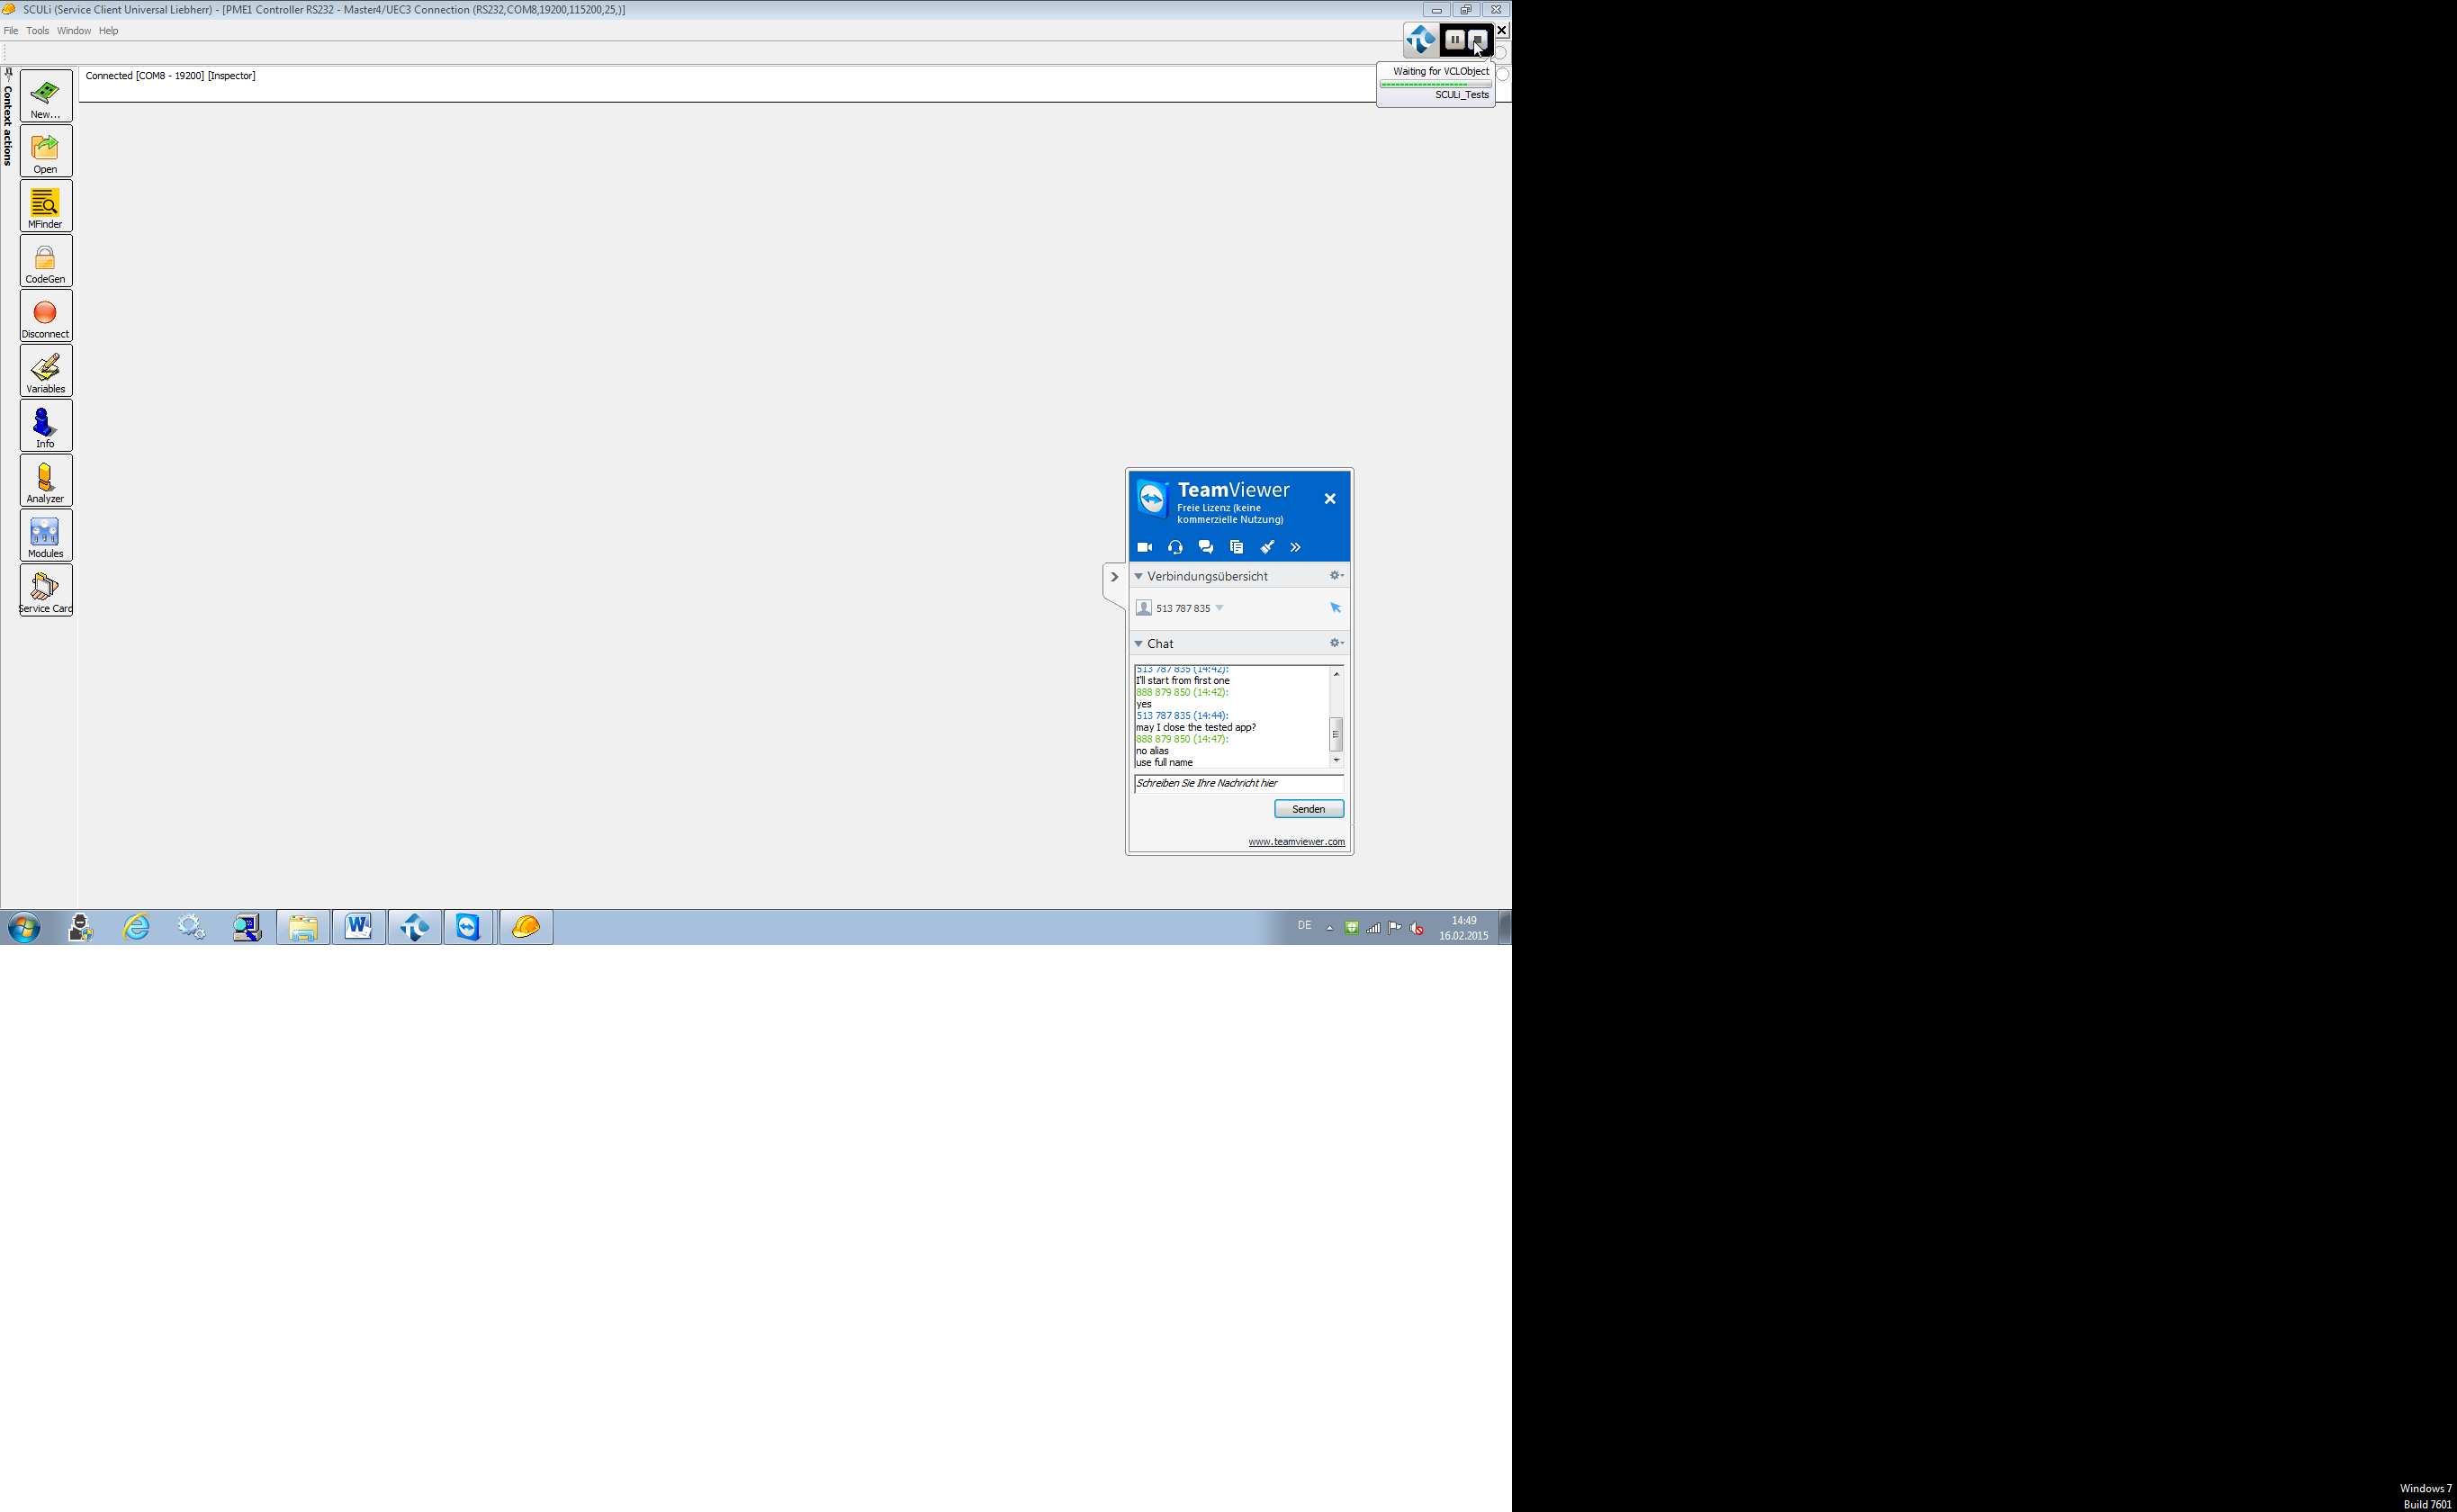 SCULi (Service Client Universal Liebherr) - [PME1 Controller RS232 - Master4/UEC3 Connection (RS232,COM8,19200,115200,25,)]
File Tools Window Help
Connected [COM8 - 19200] [Inspector]
Waiting for VCLObject
SCULi_Tests
Context actions
New...
Open
MFinder
CodeGen
Disconnect
Variables
Info
Analyzer
Modules
Service Card
TeamViewer
Freie Lizenz (keine
kommerzielle Nutzung)
Verbindungsübersicht
513 787 835
Chat
513 787 835 (14:42):
I'll start from first one
888 879 850 (14:42):
yes
513 787 835 (14:44):
may I close the tested app?
888 879 850 (14:47):
no alias
use full name
Schreiben Sie Ihre Nachricht hier
Senden
www.teamviewer.com
DE
14:49
16.02.2015
Windows 7
Build 7601